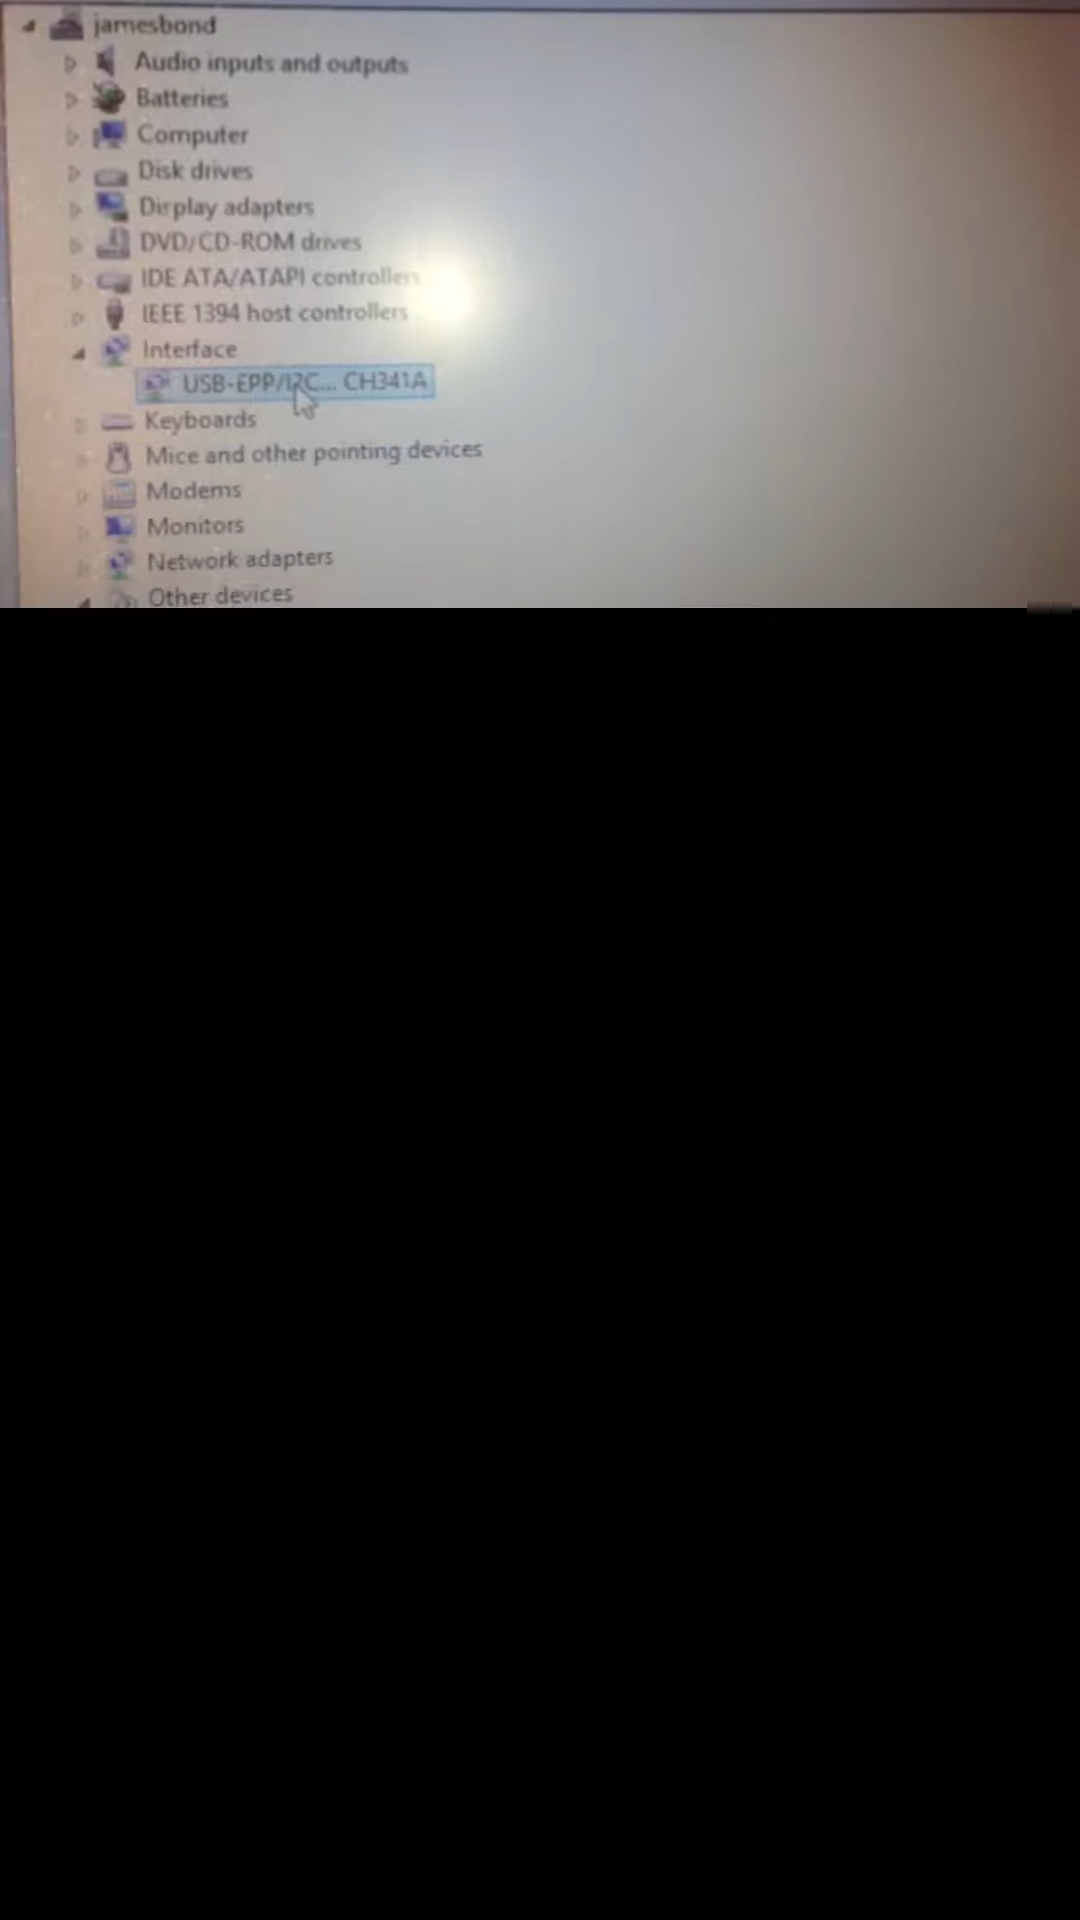 jamesbond
Audio inputs and outputs
Batteries
Computer
Disk drives
Display adapters
DVD/CD-ROM drives
IDE ATA/ATAPI controllers
IEEE 1394 host controllers
Interface
USB-EPP/I2C... CH341A
Keyboards
Mice and other pointing devices
Modems
Monitors
Network adapters
Other devices